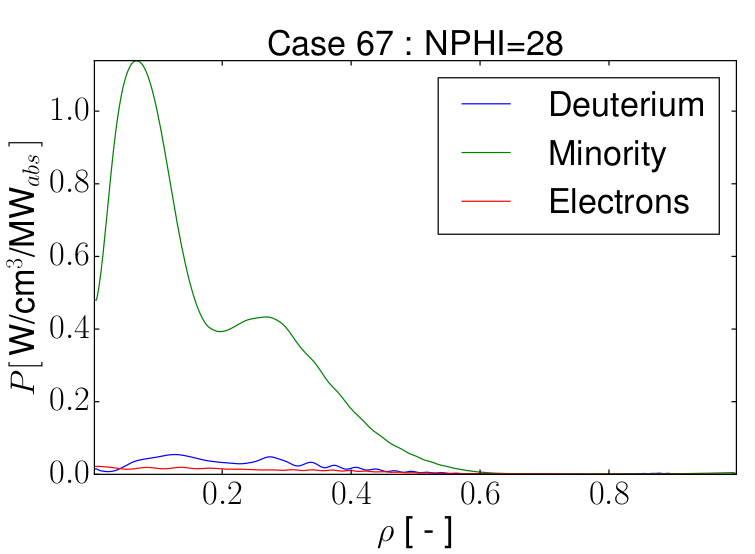 Case 67 : NPHI=28
Deuterium
Minority
Electrons
P[W/cm³/MW_abs]
1.0
0.8
0.6
0.4
0.2
0.0
0.2 0.4 0.6 0.8
ρ [ - ]